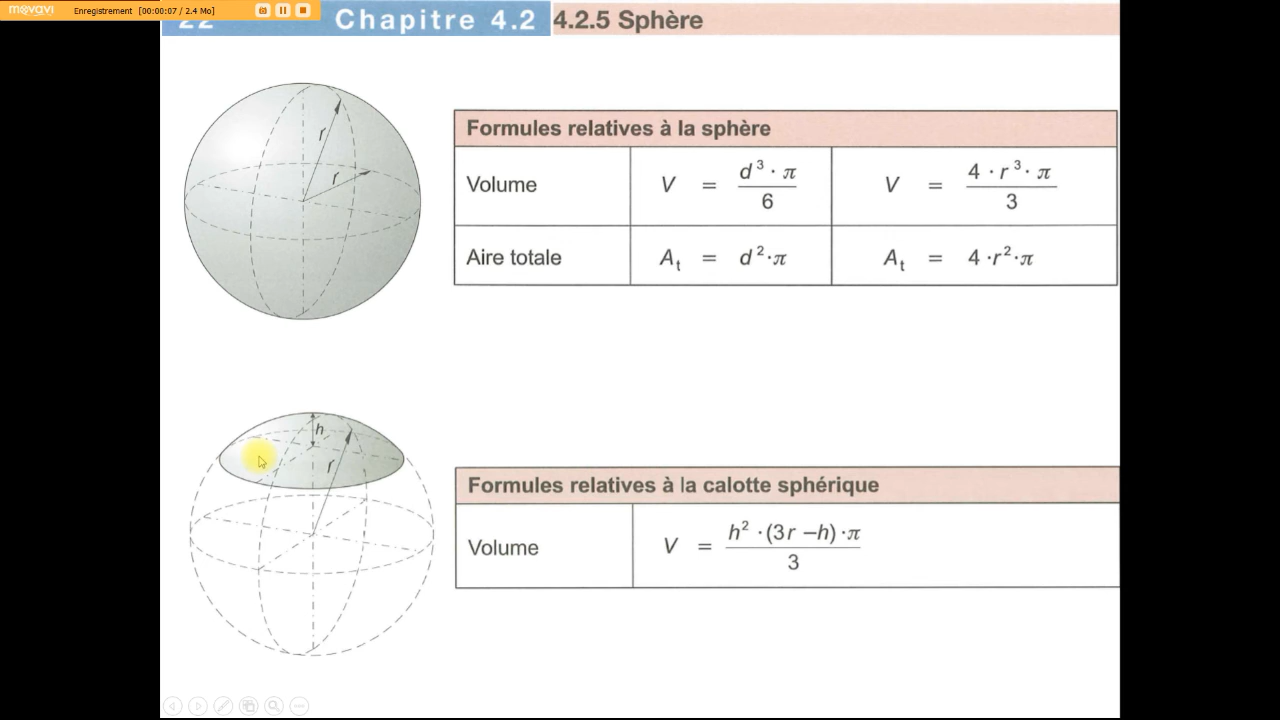 movavi Enregistrement [00:00:07 / 2.4 Mo]
22 Chapitre 4.2 4.2.5 Sphère
r
r
Formules relatives à la sphère
Volume V = d³ · π / 6 V = 4 · r³ · π / 3
Aire totale Aₜ = d² · π Aₜ = 4 · r² · π
h
r
Formules relatives à la calotte sphérique
Volume V = h² · (3r − h) · π / 3